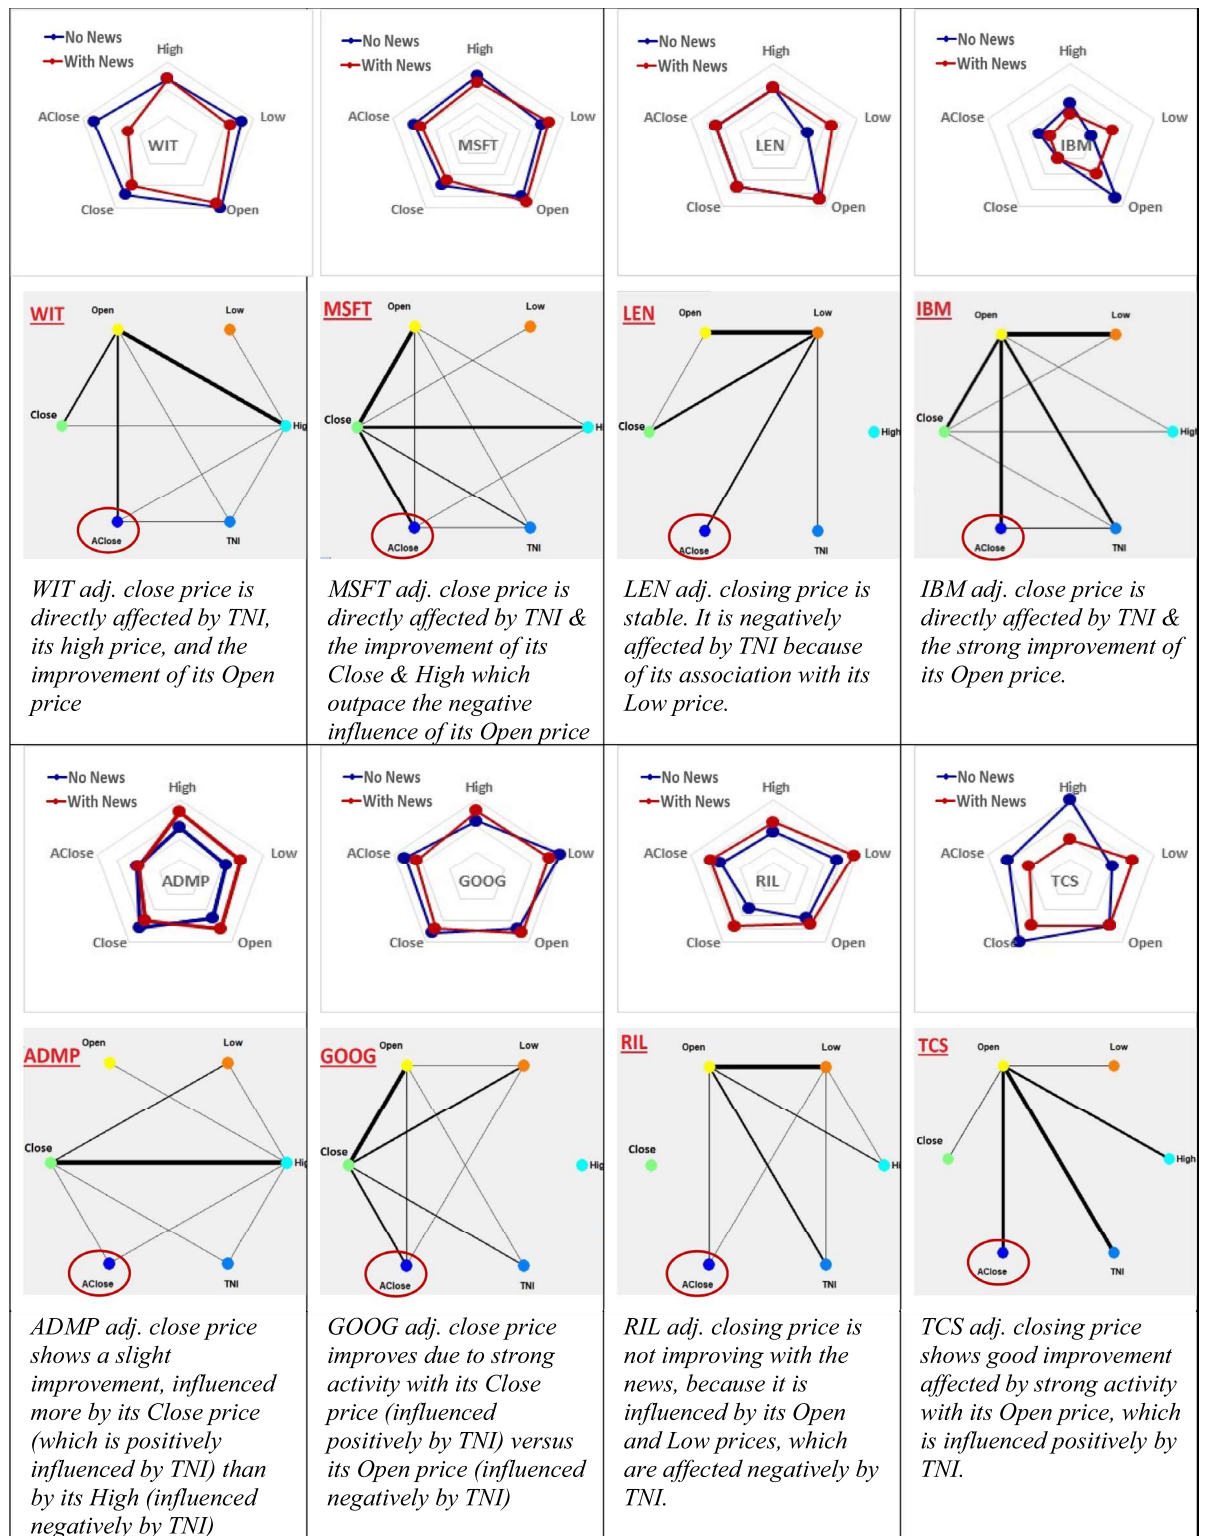 No News
With News
High
AClose
Low
WIT
Close
Open
No News
With News
High
AClose
Low
MSFT
Close
Open
No News
With News
High
AClose
Low
LEN
Close
Open
No News
With News
High
AClose
Low
IBM
Close
Open
WIT
Open
Low
Close
Hig
AClose
TNI
MSFT
Open
Low
Close
Hi
AClose
TNI
LEN
Open
Low
Close
High
AClose
TNI
IBM
Open
Low
Close
High
AClose
TNI
WIT adj. close price is
directly affected by TNI,
its high price, and the
improvement of its Open
price
MSFT adj. close price is
directly affected by TNI &
the improvement of its
Close & High which
outpace the negative
influence of its Open price
LEN adj. closing price is
stable. It is negatively
affected by TNI because
of its association with its
Low price.
IBM adj. close price is
directly affected by TNI &
the strong improvement of
its Open price.
No News
With News
High
AClose
Low
ADMP
Close
Open
No News
With News
High
AClose
Low
GOOG
Close
Open
No News
With News
High
AClose
Low
RIL
Close
Open
No News
With News
High
AClose
Low
TCS
Close
Open
ADMP
Open
Low
Close
Hig
AClose
TNI
GOOG
Open
Low
Close
Hig
AClose
TNI
RIL
Open
Low
Close
Hi
AClose
TNI
TCS
Open
Low
Close
High
AClose
TNI
ADMP adj. close price
shows a slight
improvement, influenced
more by its Close price
(which is positively
influenced by TNI) than
by its High (influenced
negatively by TNI)
GOOG adj. close price
improves due to strong
activity with its Close
price (influenced
positively by TNI) versus
its Open price (influenced
negatively by TNI)
RIL adj. closing price is
not improving with the
news, because it is
influenced by its Open
and Low prices, which
are affected negatively by
TNI.
TCS adj. closing price
shows good improvement
affected by strong activity
with its Open price, which
is influenced positively by
TNI.